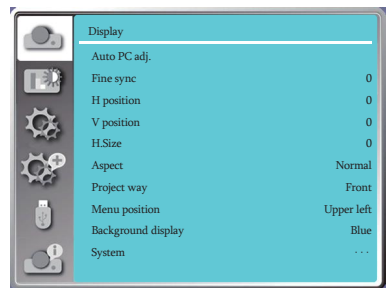 Display
Auto PC adj.
Fine sync 0
H position 0
V position 0
H.Size 0
Aspect Normal
Project way Front
Menu position Upper left
Background display Blue
System ···